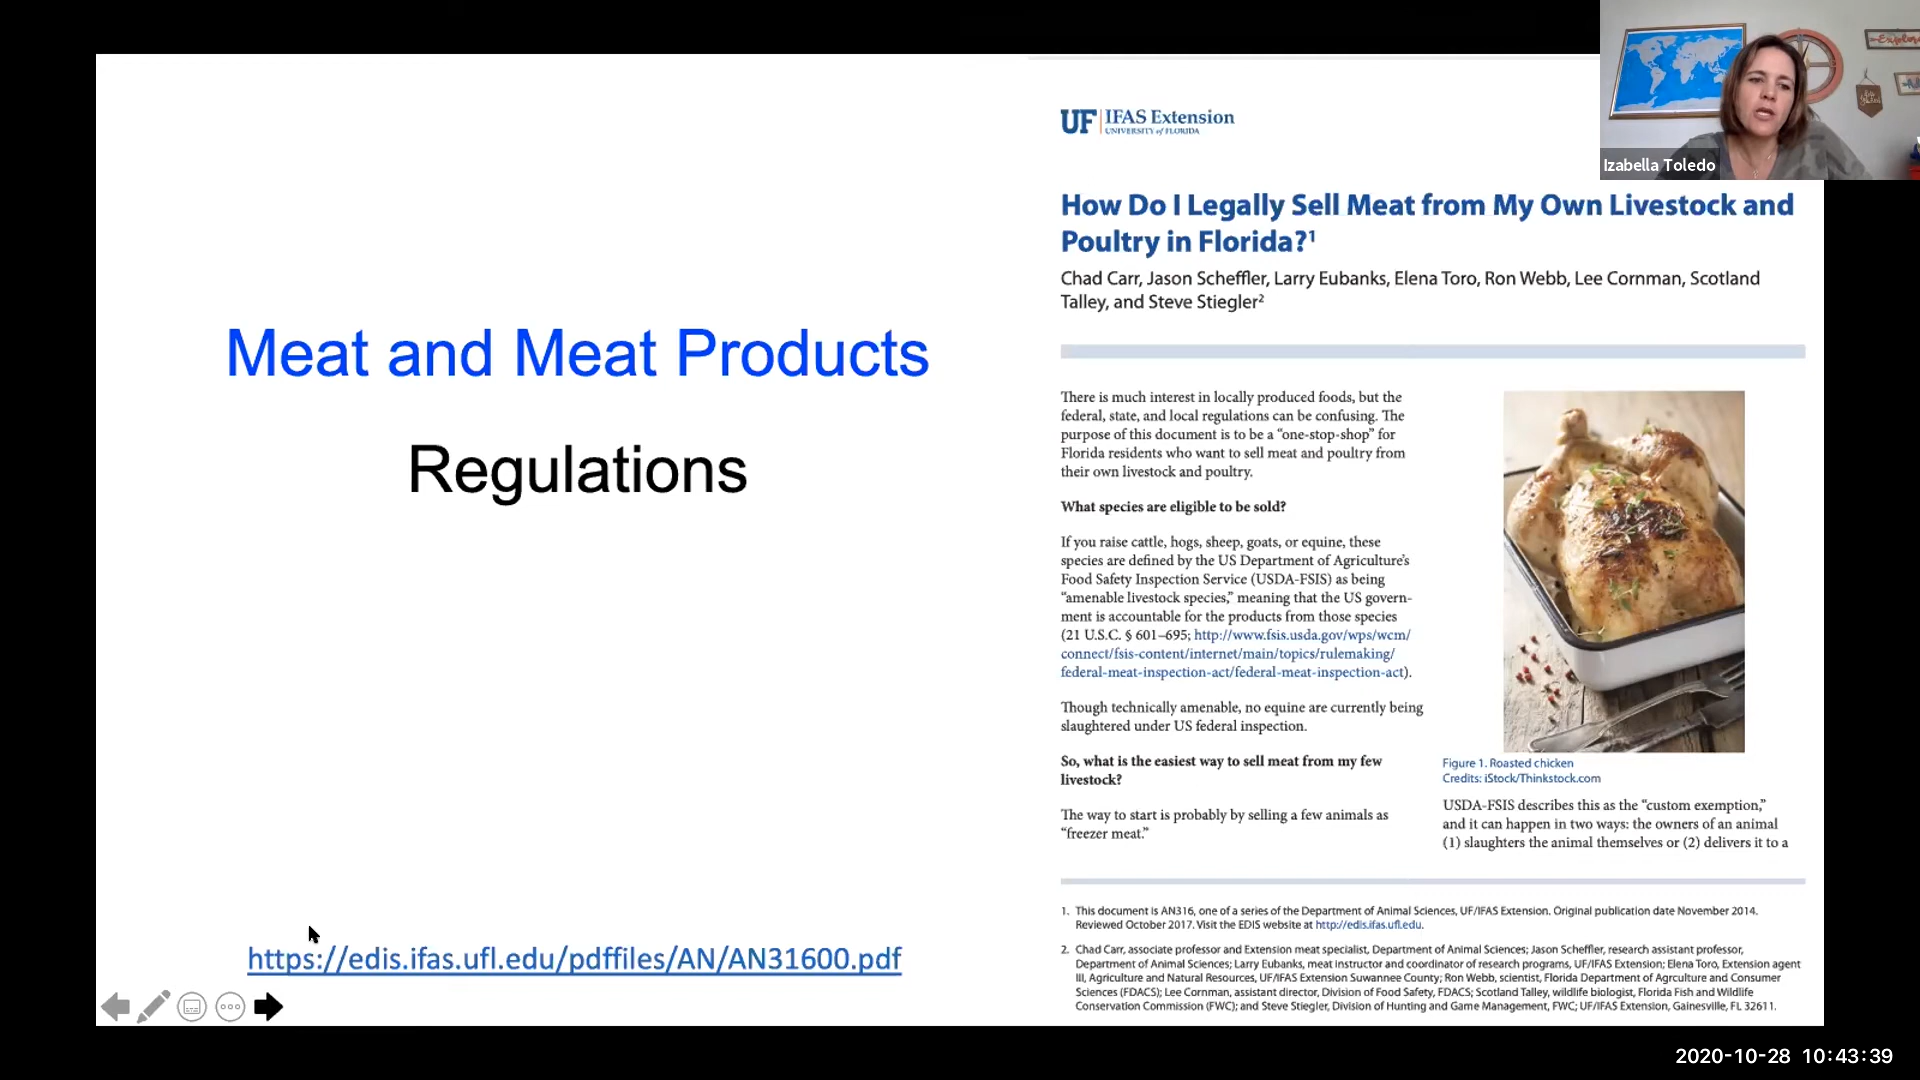 Meat and Meat Products
Regulations
https://edis.ifas.ufl.edu/pdffiles/AN/AN31600.pdf
UF IFAS Extension
UNIVERSITY of FLORIDA
How Do I Legally Sell Meat from My Own Livestock and
Poultry in Florida?¹
Chad Carr, Jason Scheffler, Larry Eubanks, Elena Toro, Ron Webb, Lee Cornman, Scotland
Talley, and Steve Stiegler²
There is much interest in locally produced foods, but the
federal, state, and local regulations can be confusing. The
purpose of this document is to be a “one-stop-shop” for
Florida residents who want to sell meat and poultry from
their own livestock and poultry.
What species are eligible to be sold?
If you raise cattle, hogs, sheep, goats, or equine, these
species are defined by the US Department of Agriculture’s
Food Safety Inspection Service (USDA-FSIS) as being
“amenable livestock species,” meaning that the US govern-
ment is accountable for the products from those species
(21 U.S.C. § 601–695; http://www.fsis.usda.gov/wps/wcm/
connect/fsis-content/internet/main/topics/rulemaking/
federal-meat-inspection-act/federal-meat-inspection-act).
Though technically amenable, no equine are currently being
slaughtered under US federal inspection.
So, what is the easiest way to sell meat from my few
livestock?
The way to start is probably by selling a few animals as
“freezer meat.”
Figure 1. Roasted chicken
Credits: iStock/Thinkstock.com
USDA-FSIS describes this as the “custom exemption,”
and it can happen in two ways: the owners of an animal
(1) slaughters the animal themselves or (2) delivers it to a
1. This document is AN316, one of a series of the Department of Animal Sciences, UF/IFAS Extension. Original publication date November 2014.
Reviewed October 2017. Visit the EDIS website at http://edis.ifas.ufl.edu.
2. Chad Carr, associate professor and Extension meat specialist, Department of Animal Sciences; Jason Scheffler, research assistant professor,
Department of Animal Sciences; Larry Eubanks, meat instructor and coordinator of research programs, UF/IFAS Extension; Elena Toro, Extension agent
III, Agriculture and Natural Resources, UF/IFAS Extension Suwannee County; Ron Webb, scientist, Florida Department of Agrculture and Consumer
Sciences (FDACS); Lee Cornman, assistant director, Division of Food Safety, FDACS; Scotland Talley, wildlife biologist, Florida Fish and Wildlife
Conservation Commission (FWC); and Steve Stiegler, Division of Hunting and Game Management, FWC; UF/IFAS Extension, Gainesville, FL 32611.
Izabella Toledo
2020-10-28 10:43:39